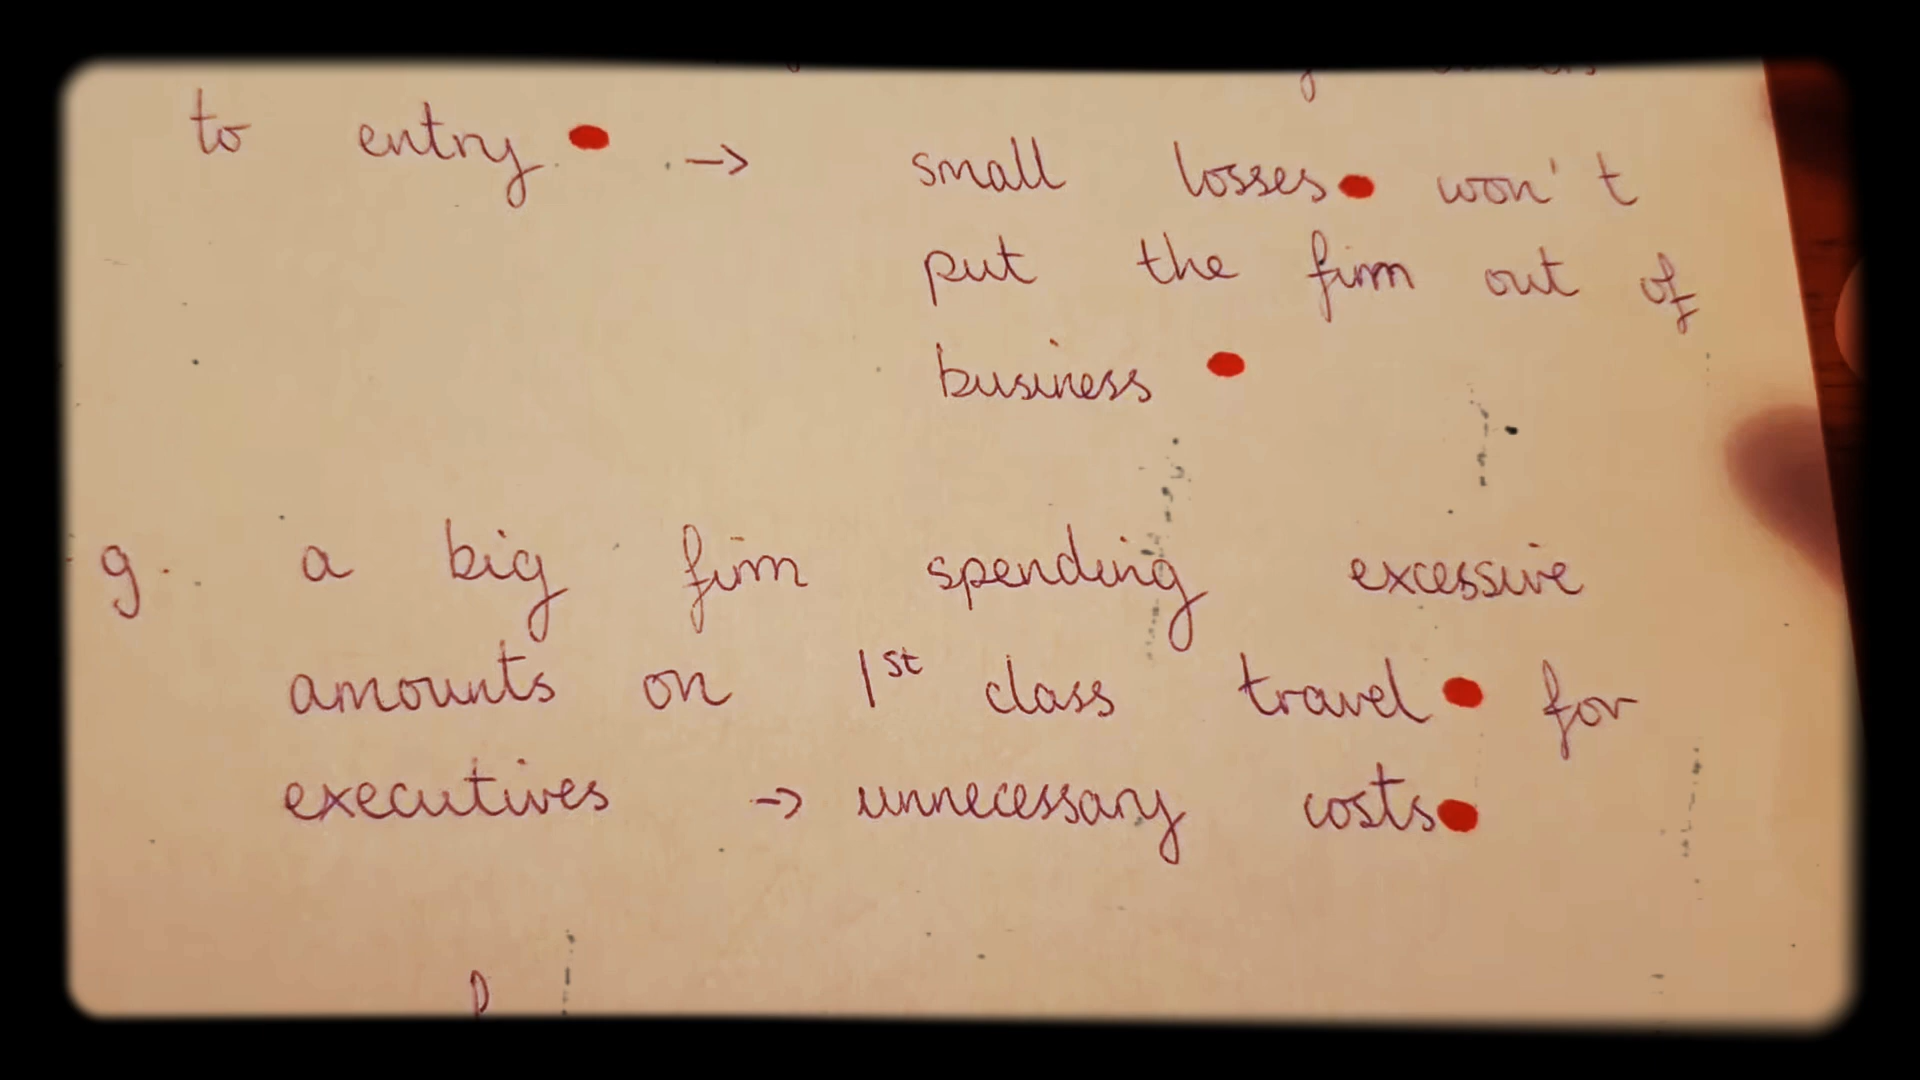 to entry → small losses won't
put the firm out of
business
g. a big firm spending excessive
amounts on 1st class travel for
executives → unnecessary costs